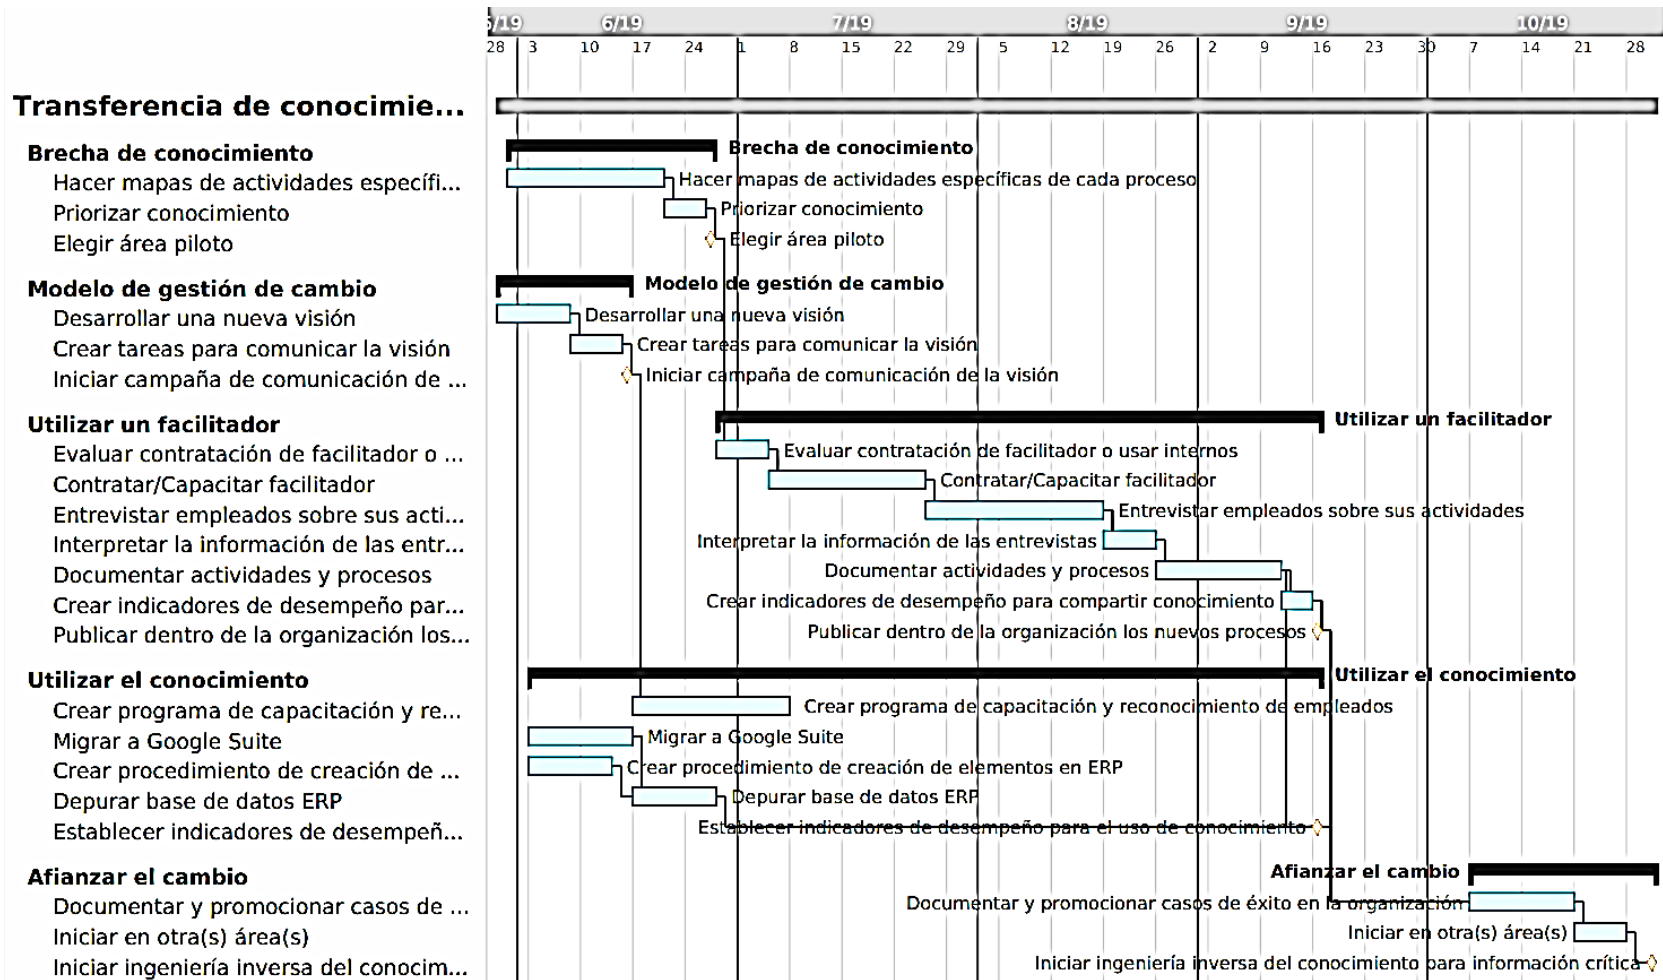 5/19 6/19 7/19 8/19 9/19 10/19
28 3 10 17 24 1 8 15 22 29 5 12 19 26 2 9 16 23 30 7 14 21 28
Transferencia de conocimie...
Brecha de conocimiento Brecha de conocimiento
Hacer mapas de actividades específi... Hacer mapas de actividades específicas de cada proceso
Priorizar conocimiento Priorizar conocimiento
Elegir área piloto Elegir área piloto
Modelo de gestión de cambio Modelo de gestión de cambio
Desarrollar una nueva visión Desarrollar una nueva visión
Crear tareas para comunicar la visión Crear tareas para comunicar la visión
Iniciar campaña de comunicación de ... Iniciar campaña de comunicación de la visión
Utilizar un facilitador Utilizar un facilitador
Evaluar contratación de facilitador o ... Evaluar contratación de facilitador o usar internos
Contratar/Capacitar facilitador Contratar/Capacitar facilitador
Entrevistar empleados sobre sus acti... Entrevistar empleados sobre sus actividades
Interpretar la información de las entr... Interpretar la información de las entrevistas
Documentar actividades y procesos Documentar actividades y procesos
Crear indicadores de desempeño par... Crear indicadores de desempeño para compartir conocimiento
Publicar dentro de la organización los... Publicar dentro de la organización los nuevos procesos
Utilizar el conocimiento Utilizar el conocimiento
Crear programa de capacitación y re... Crear programa de capacitación y reconocimiento de empleados
Migrar a Google Suite Migrar a Google Suite
Crear procedimiento de creación de ... Crear procedimiento de creación de elementos en ERP
Depurar base de datos ERP Depurar base de datos ERP
Establecer indicadores de desempeñ... Establecer indicadores de desempeño para el uso de conocimiento
Afianzar el cambio Afianzar el cambio
Documentar y promocionar casos de ... Documentar y promocionar casos de éxito en la organización
Iniciar en otra(s) área(s) Iniciar en otra(s) área(s)
Iniciar ingeniería inversa del conocim... Iniciar ingeniería inversa del conocimiento para información crítica